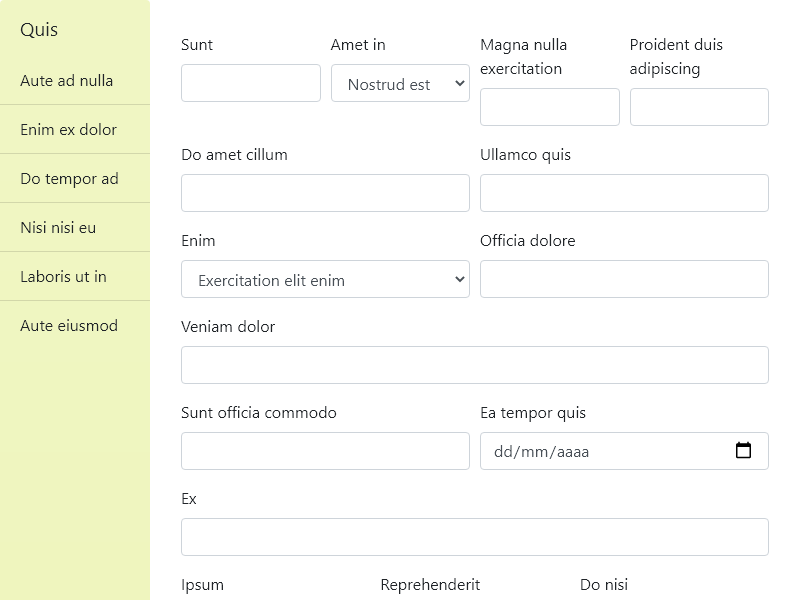 Quis
Aute ad nulla
Enim ex dolor
Do tempor ad
Nisi nisi eu
Laboris ut in
Aute eiusmod
Sunt
Amet in
Nostrud est
Magna nulla
exercitation
Proident duis
adipiscing
Do amet cillum
Ullamco quis
Enim
Exercitation elit enim
Officia dolore
Veniam dolor
Sunt officia commodo
Ea tempor quis
dd/mm/aaaa
Ex
Ipsum
Reprehenderit
Do nisi